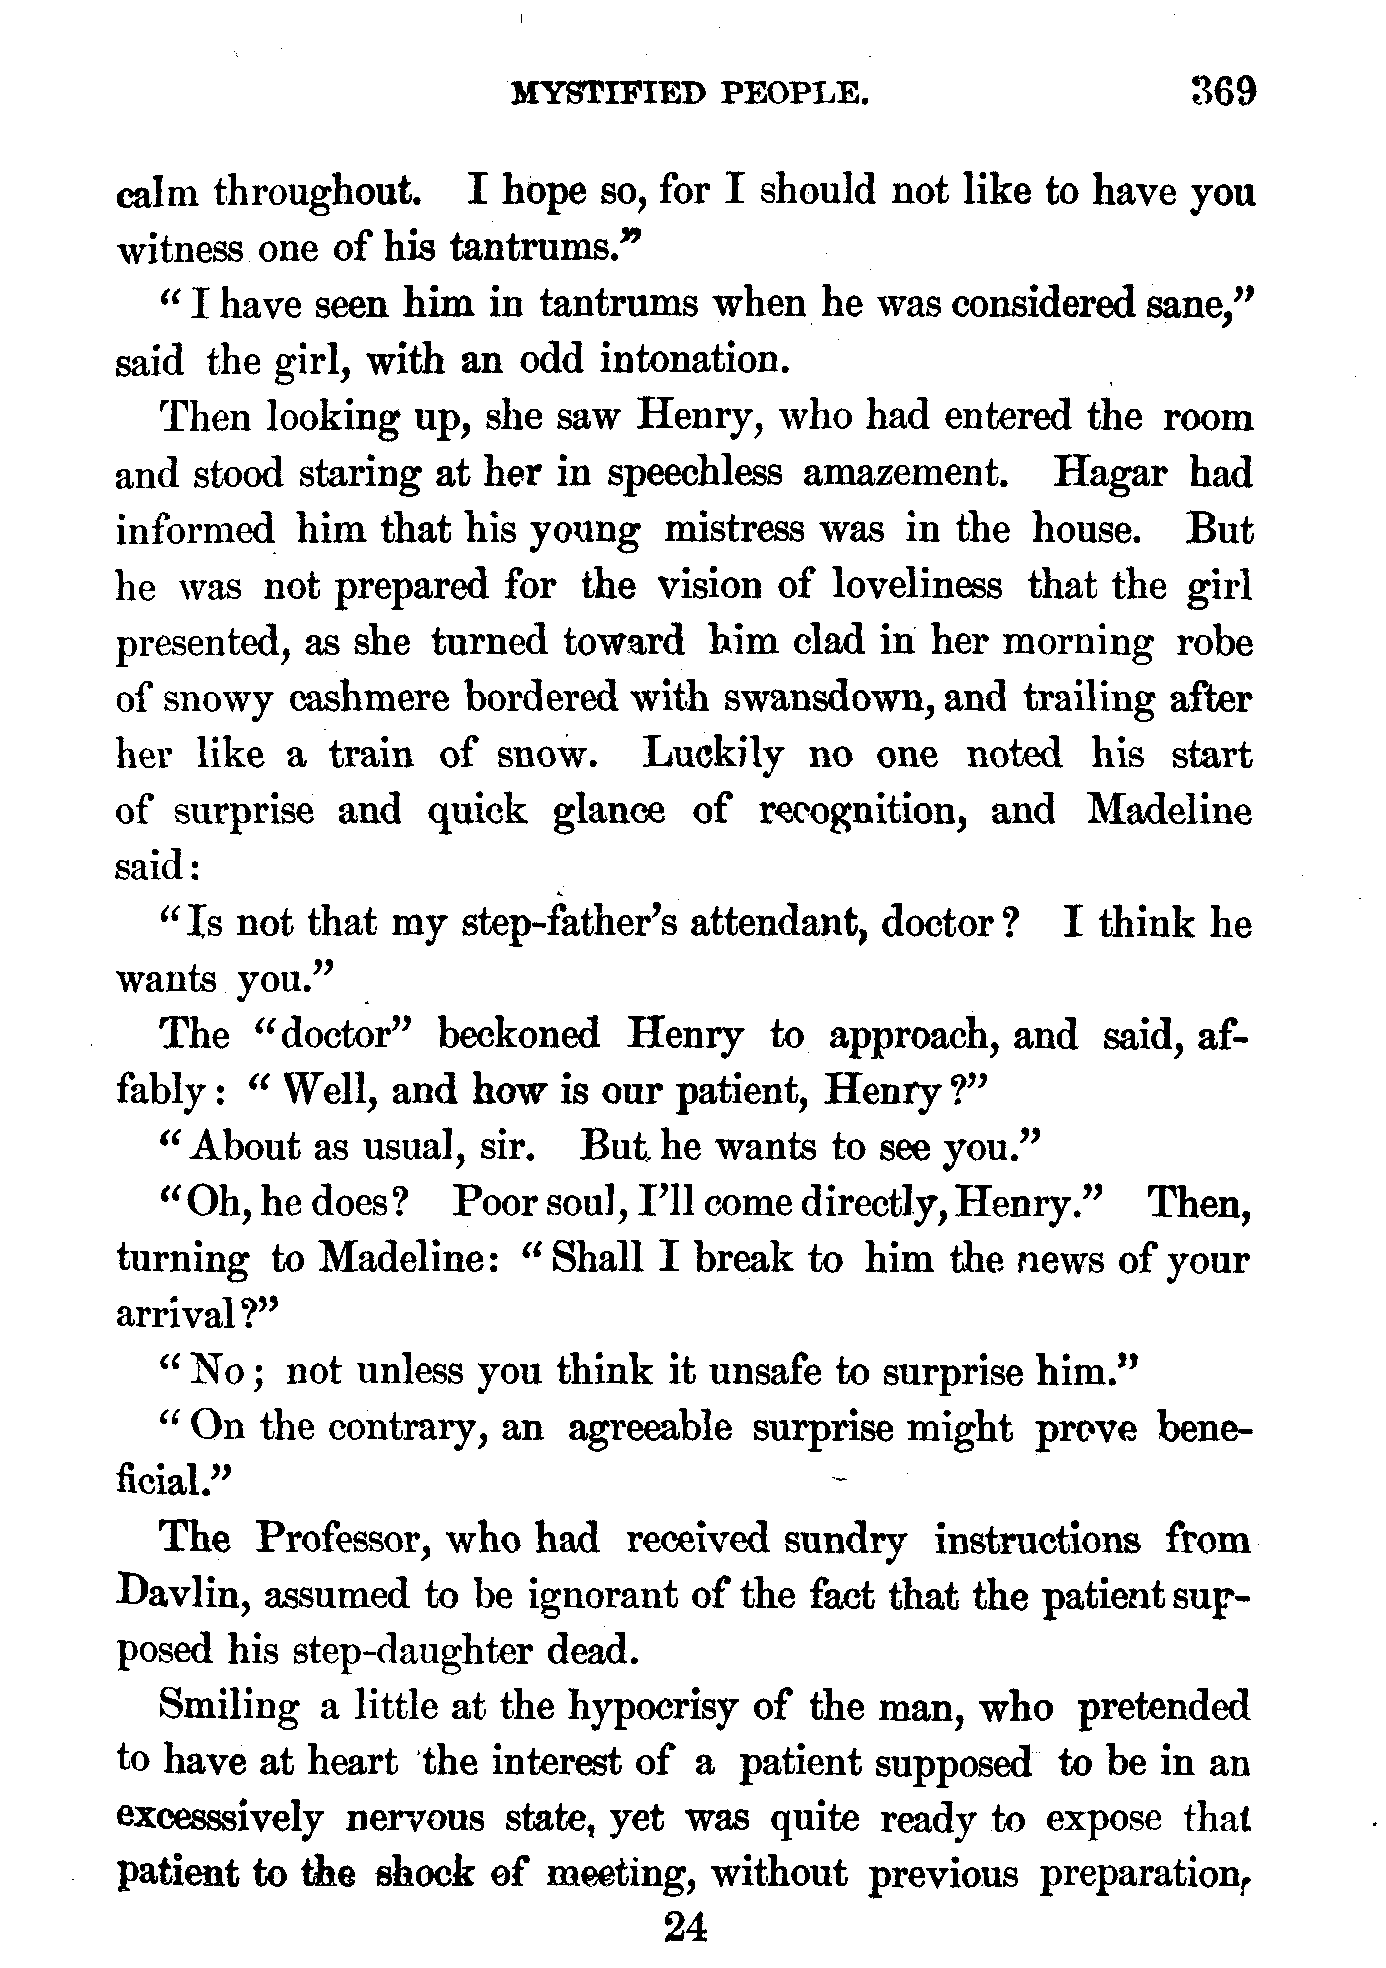 MYSTIFIED PEOPLE. 369
calm throughout. I hope so, for I should not like to have you
witness one of his tantrums."
"I have seen him in tantrums when he was considered sane,"
said the girl, with an odd intonation.
Then looking up, she saw Henry, who had entered the room
and stood staring at her in speechless amazement. Hagar had
informed him that his young mistress was in the house. But
he was not prepared for the vision of loveliness that the girl
presented, as she turned toward him clad in her morning robe
of snowy cashmere bordered with swansdown, and trailing after
her like a train of snow. Luckily no one noted his start
of surprise and quick glance of recognition, and Madeline
said:
"Is not that my step-father's attendant, doctor? I think he
wants you."
The "doctor" beckoned Henry to approach, and said, af-
fably: "Well, and how is our patient, Henry?"
"About as usual, sir. But he wants to see you."
"Oh, he does? Poor soul, I'll come directly, Henry." Then,
turning to Madeline: "Shall I break to him the news of your
arrival?"
"No; not unless you think it unsafe to surprise him."
"On the contrary, an agreeable surprise might prove bene-
ficial."
The Professor, who had received sundry instructions from
Davlin, assumed to be ignorant of the fact that the patient sup-
posed his step-daughter dead.
Smiling a little at the hypocrisy of the man, who pretended
to have at heart the interest of a patient supposed to be in an
excesssively nervous state, yet was quite ready to expose that
patient to the shock of meeting, without previous preparation,
24